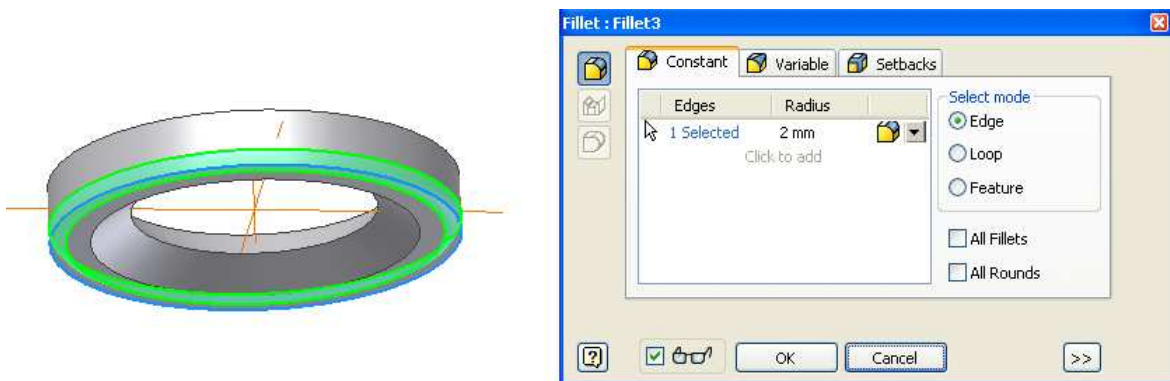 Fillet : Fillet3
Constant Variable Setbacks
Edges Radius
1 Selected 2 mm
Click to add
Select mode
Edge
Loop
Feature
All Fillets
All Rounds
? OK Cancel >>